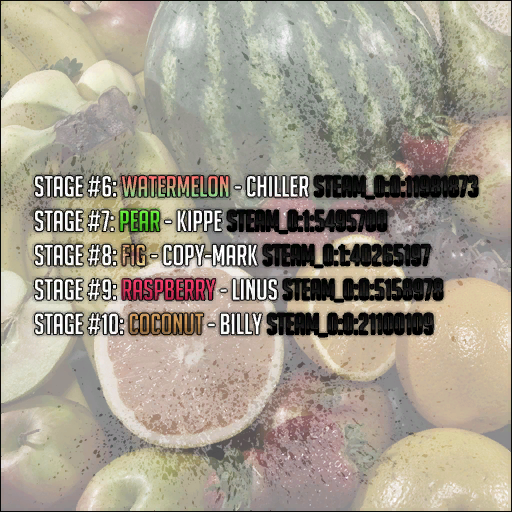 STAGE #6: WATERMELON - CHILLER STEAM_0:0:11981873
STAGE #7: PEAR - KIPPE STEAM_0:1:5495700
STAGE #8: FIG - COPY-MARK STEAM_0:1:40265197
STAGE #9: RASPBERRY - LINUS STEAM_0:0:5158978
STAGE #10: COCONUT - BILLY STEAM_0:0:21100109